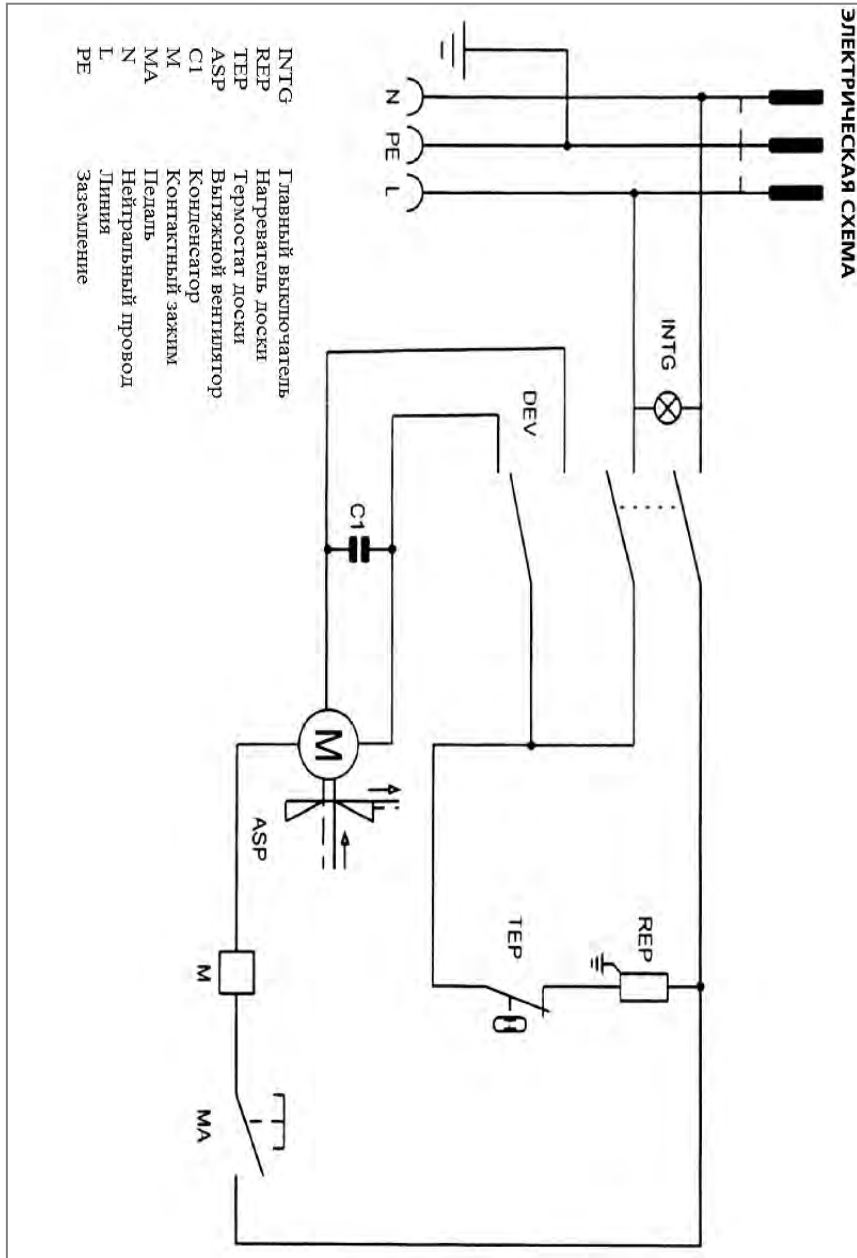 ЭЛЕКТРИЧЕСКАЯ СХЕМА
N
PE
L
INTG
DEV
C1
M
ASP
TEP
REP
M
MA
INTG Главный выключатель
REP Нагреватель доски
TEP Термостат доски
ASP Вытяжной вентилятор
C1 Конденсатор
M Контактный зажим
MA Педаль
N Нейтральный провод
L Линия
PE Заземление